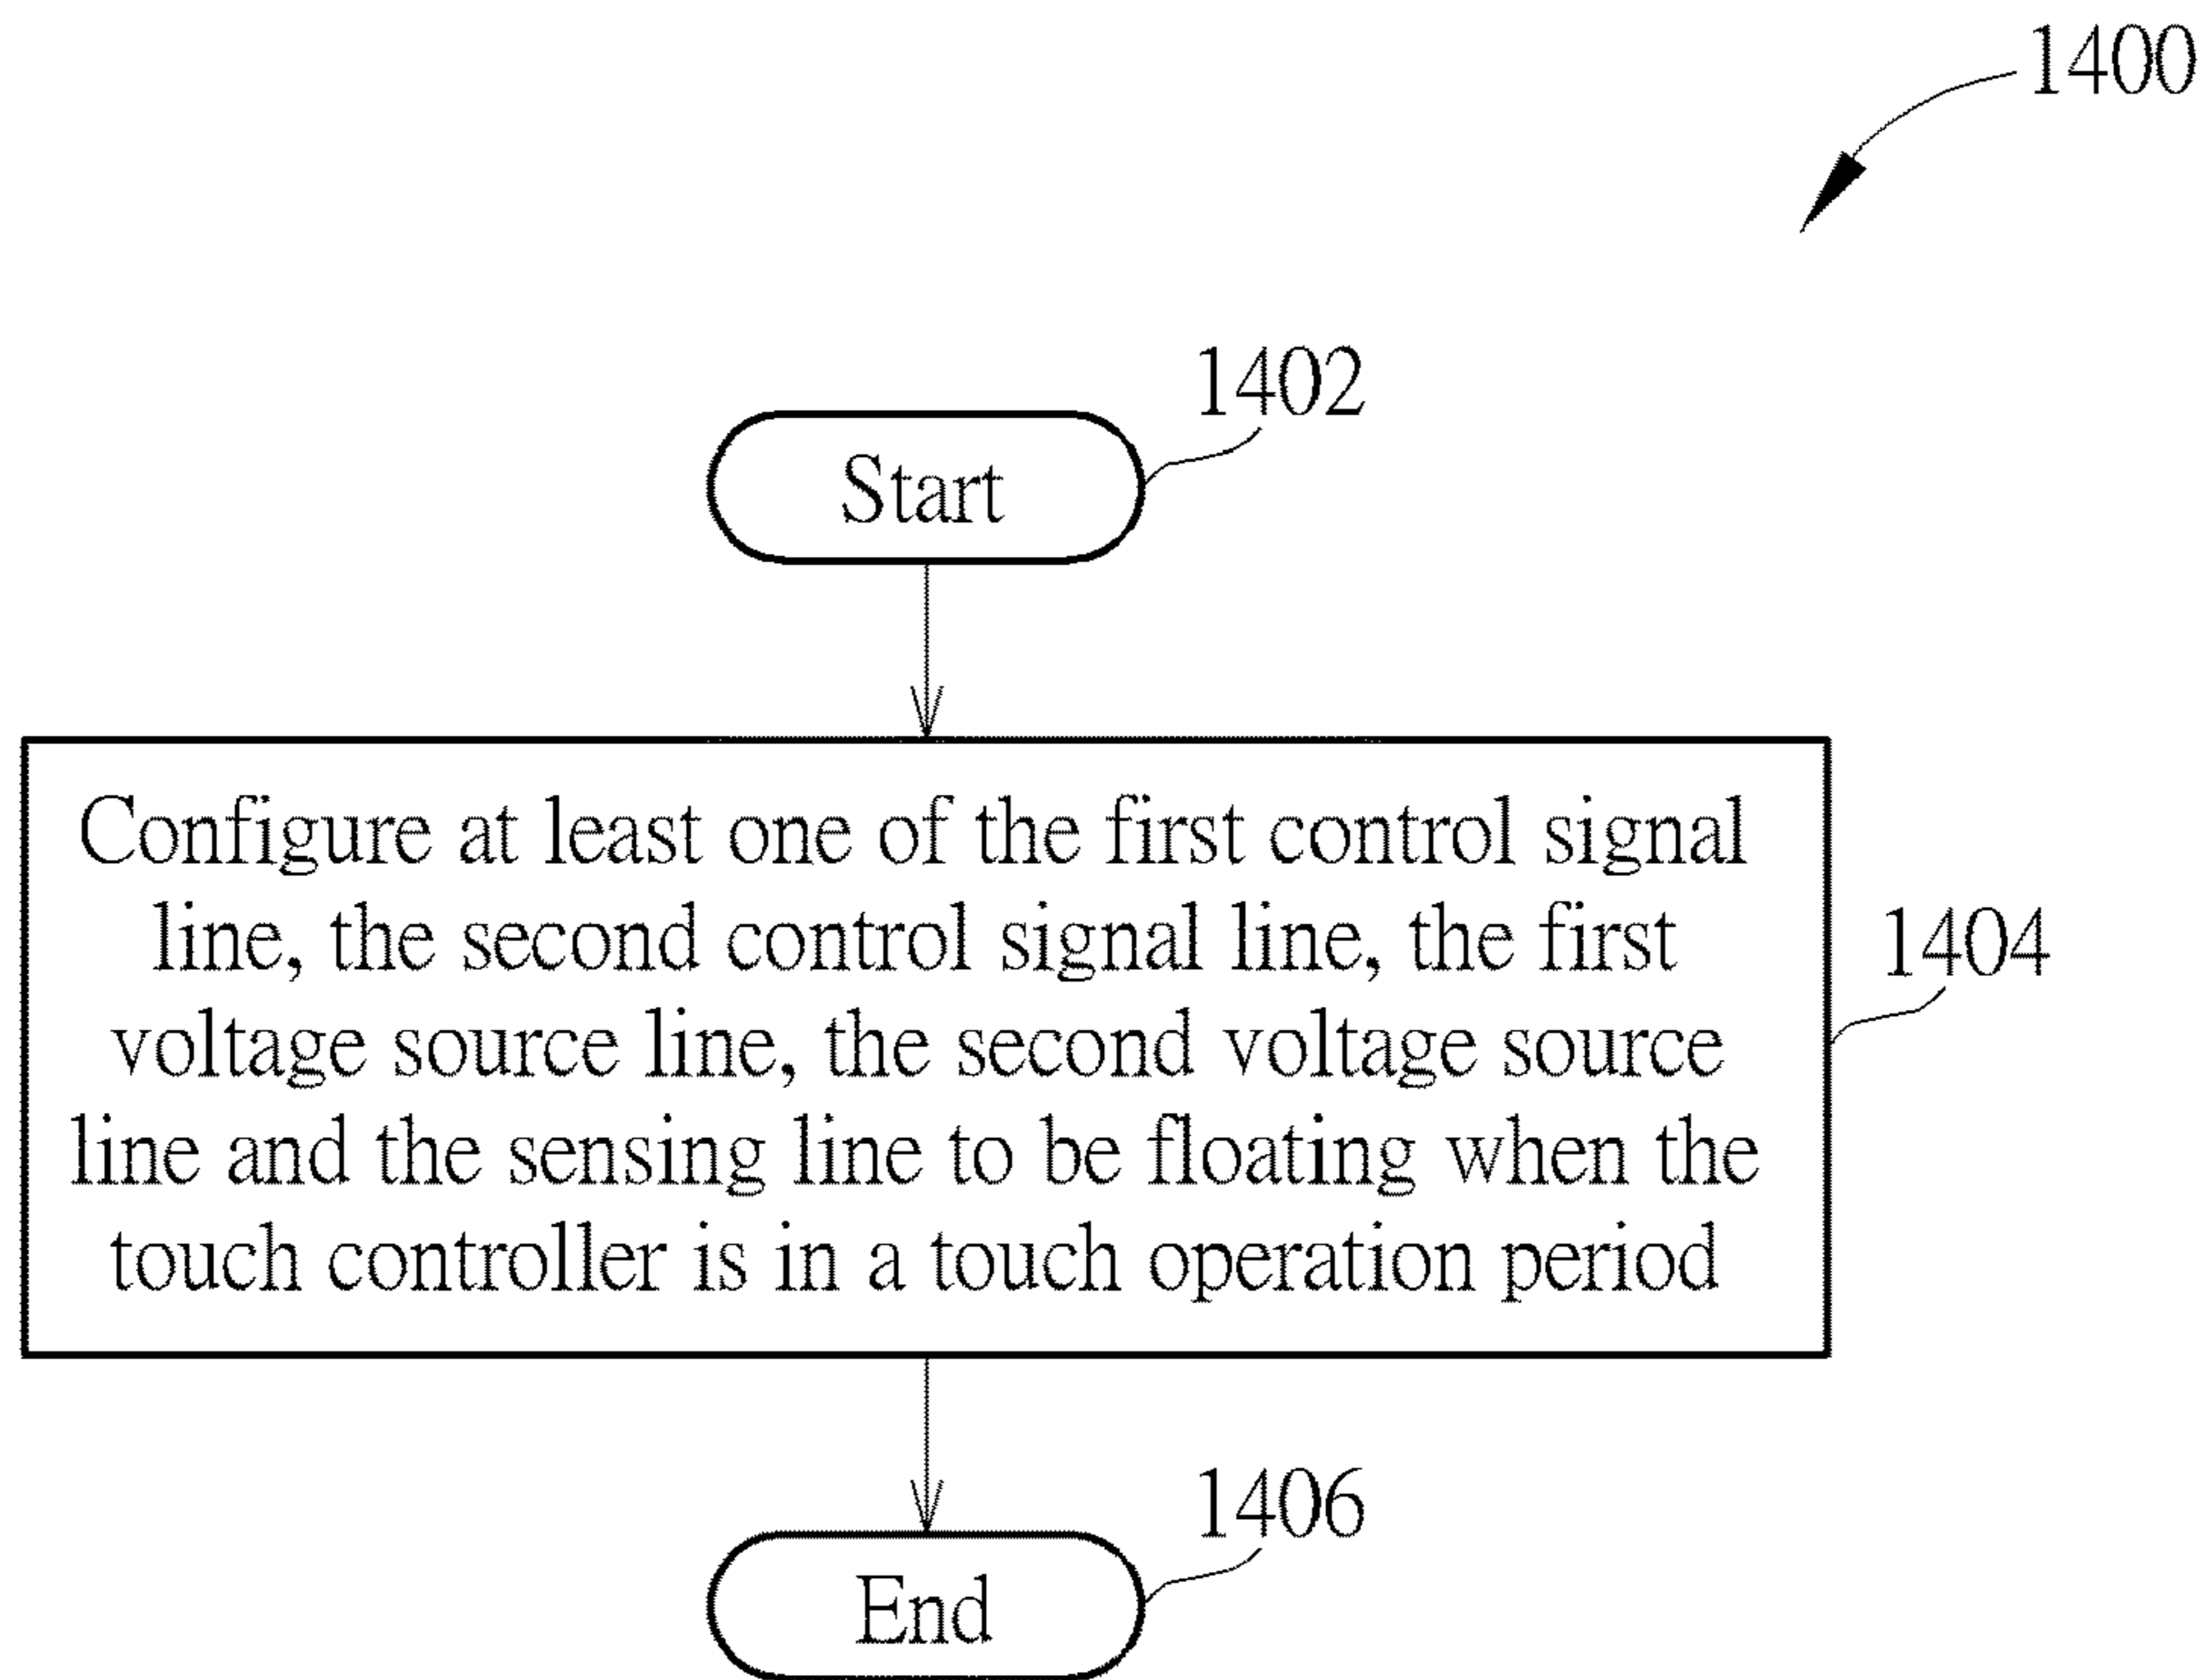 1400
1402
Start
Configure at least one of the first control signal
line, the second control signal line, the first
voltage source line, the second voltage source
line and the sensing line to be floating when the
touch controller is in a touch operation period
1404
1406
End